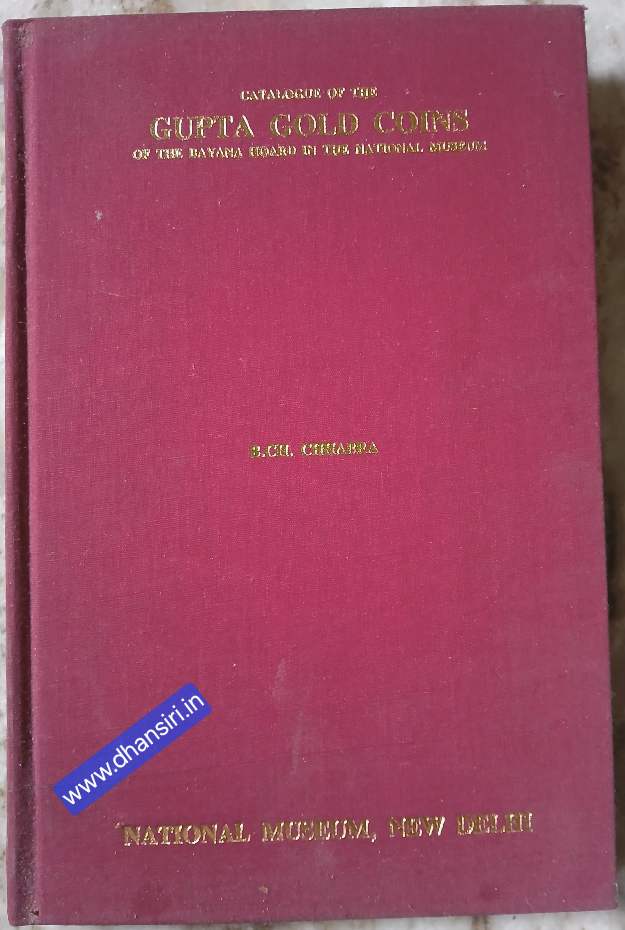 CATALOGUE OF THE
GUPTA GOLD COINS
OF THE BAYANA HOARD IN THE NATIONAL MUSEUM
B.CH. CHHABRA
www.dhansiri.in
NATIONAL MUSEUM, NEW DELHI